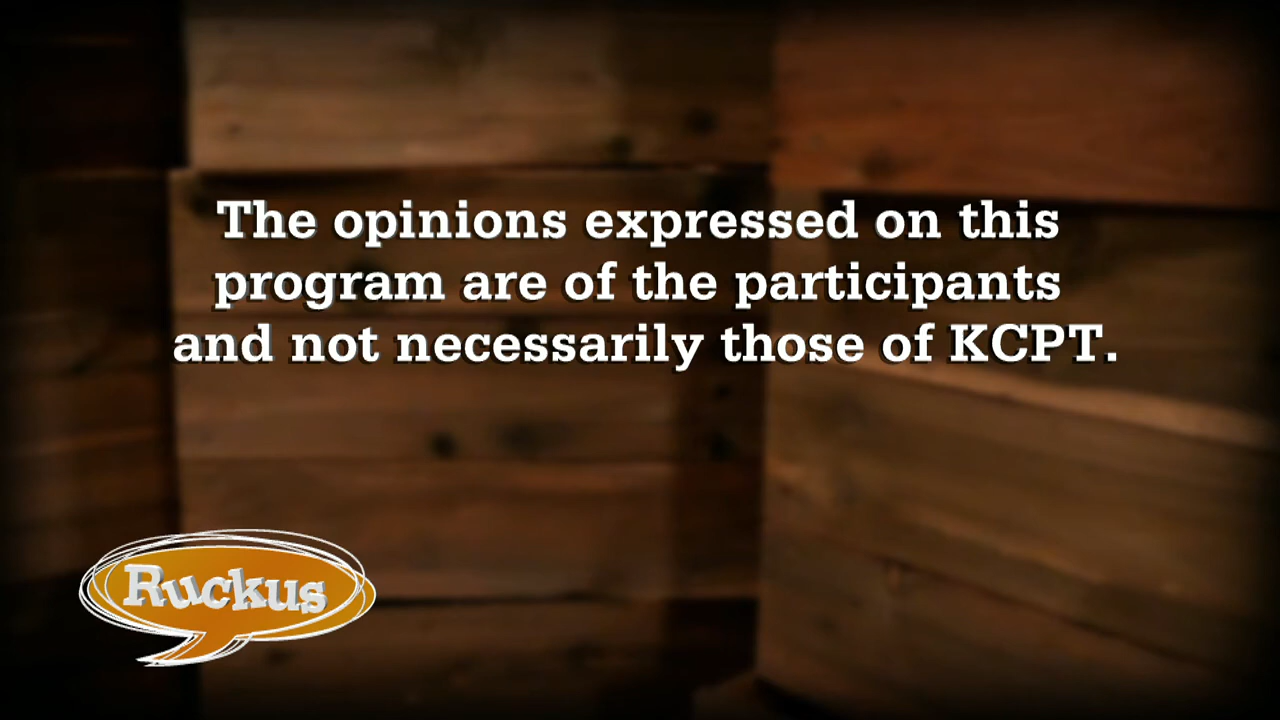 The opinions expressed on this
program are of the participants
and not necessarily those of KCPT.
Ruckus